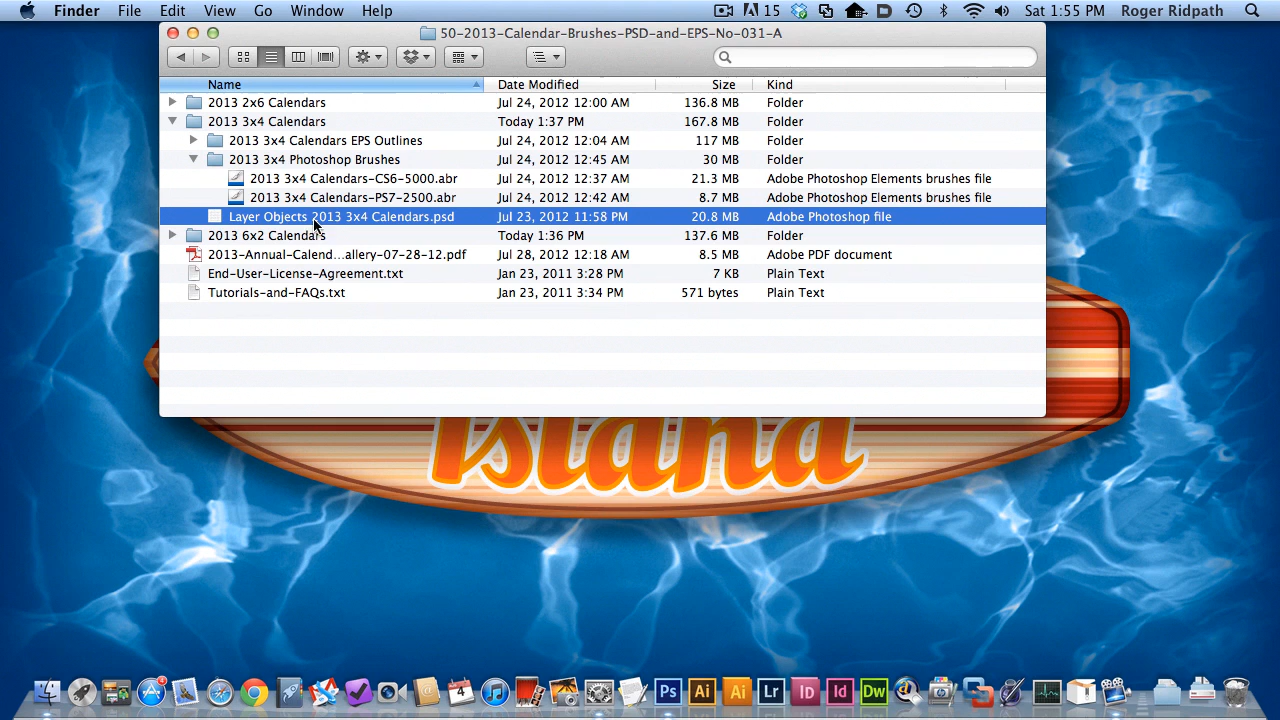 Finder File Edit View Go Window Help 15 Sat 1:55 PM Roger Ridpath
50-2013-Calendar-Brushes-PSD-and-EPS-No-031-A
Name Date Modified Size Kind
2013 2x6 Calendars Jul 24, 2012 12:00 AM 136.8 MB Folder
2013 3x4 Calendars Today 1:37 PM 167.8 MB Folder
2013 3x4 Calendars EPS Outlines Jul 24, 2012 12:04 AM 117 MB Folder
2013 3x4 Photoshop Brushes Jul 24, 2012 12:45 AM 30 MB Folder
2013 3x4 Calendars-CS6-5000.abr Jul 24, 2012 12:37 AM 21.3 MB Adobe Photoshop Elements brushes file
2013 3x4 Calendars-PS7-2500.abr Jul 24, 2012 12:42 AM 8.7 MB Adobe Photoshop Elements brushes file
Layer Objects 2013 3x4 Calendars.psd Jul 23, 2012 11:58 PM 20.8 MB Adobe Photoshop file
2013 6x2 Calendars Today 1:36 PM 137.6 MB Folder
2013-Annual-Calend...allery-07-28-12.pdf Jul 28, 2012 12:18 AM 8.5 MB Adobe PDF document
End-User-License-Agreement.txt Jan 23, 2011 3:28 PM 7 KB Plain Text
Tutorials-and-FAQs.txt Jan 23, 2011 3:34 PM 571 bytes Plain Text
Island
4 4 Ps Ai Ai Lr Id Id Dw